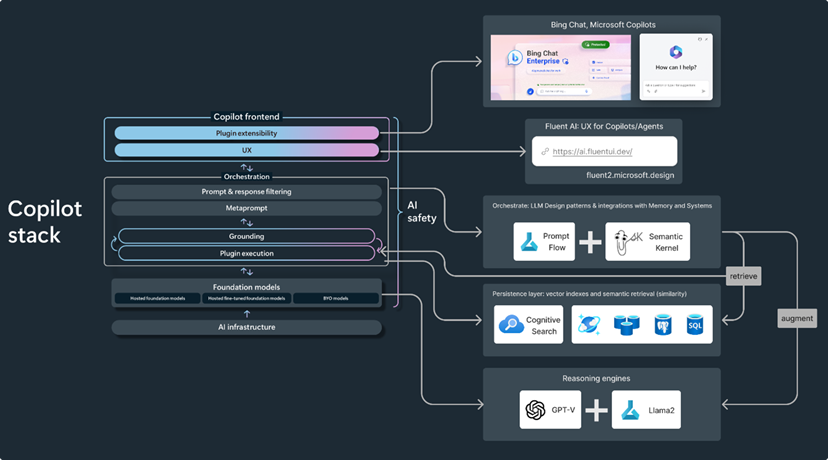 Copilot
stack
Copilot frontend
Plugin extensibility
UX
Orchestration
Prompt & response filtering
Metaprompt
Grounding
Plugin execution
Foundation models
Hosted foundation models
Hosted fine-tuned foundation models
BYO models
AI infrastructure
AI
safety
Bing Chat, Microsoft Copilots
Bing Chat
Enterprise
Protected
How can I help?
Fluent AI: UX for Copilots/Agents
https://ai.fluentui.dev/
fluent2.microsoft.design
Orchestrate: LLM Design patterns & integrations with Memory and Systems
Prompt
Flow
SK
Semantic
Kernel
retrieve
Persistence layer: vector indexes and semantic retrieval (similarity)
Cognitive
Search
SQL
augment
Reasoning engines
GPT-V
Llama2